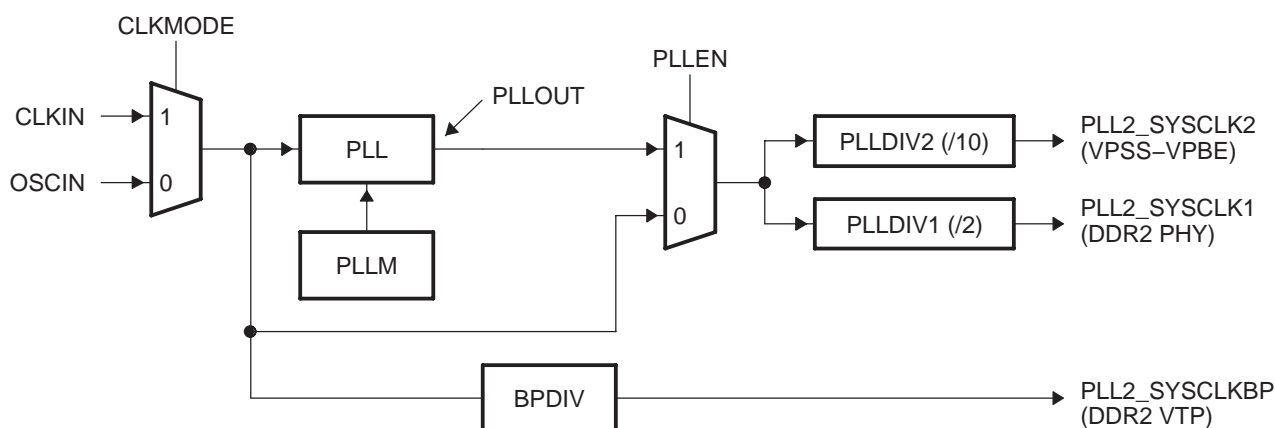 CLKMODE
CLKIN
OSCIN
1
0
PLL
PLLM
PLLOUT
PLLEN
1
0
PLLDIV2 (/10)
PLL2_SYSCLK2
(VPSS–VPBE)
PLLDIV1 (/2)
PLL2_SYSCLK1
(DDR2 PHY)
BPDIV
PLL2_SYSCLKBP
(DDR2 VTP)